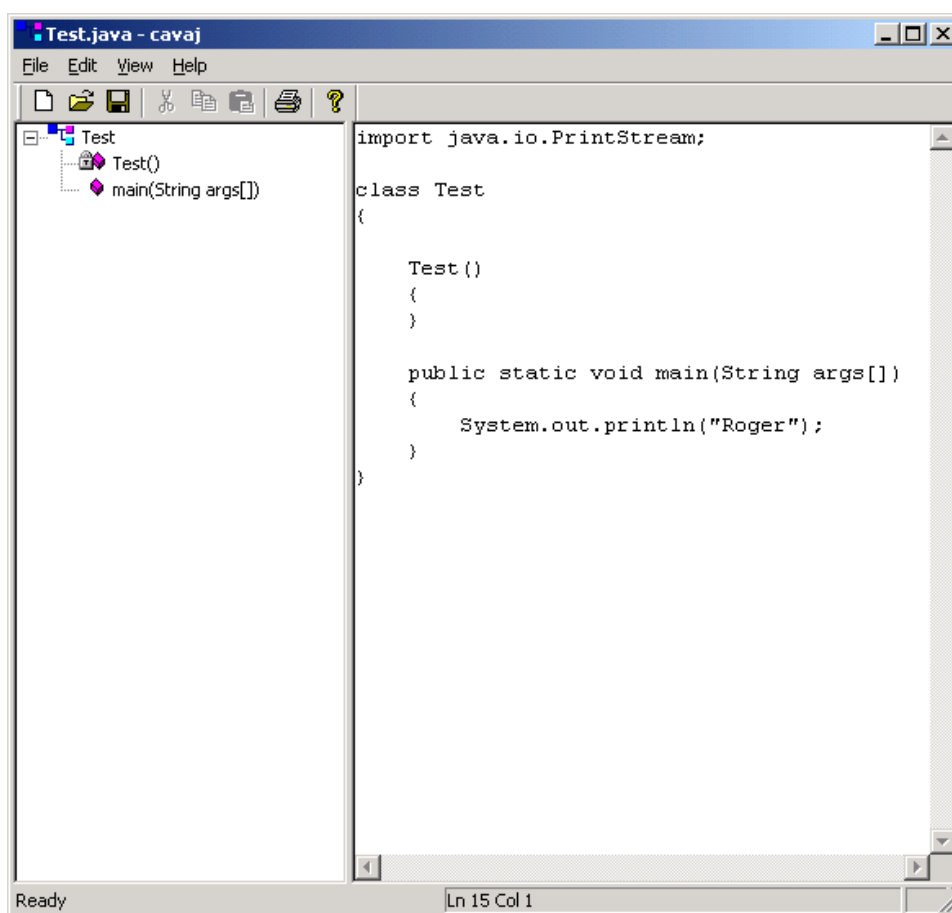 Test.java - cavaj
File Edit View Help
Test
Test()
main(String args[])
import java.io.PrintStream;
class Test
{
Test()
{
}
public static void main(String args[])
{
System.out.println("Roger");
}
}
Ready
Ln 15 Col 1